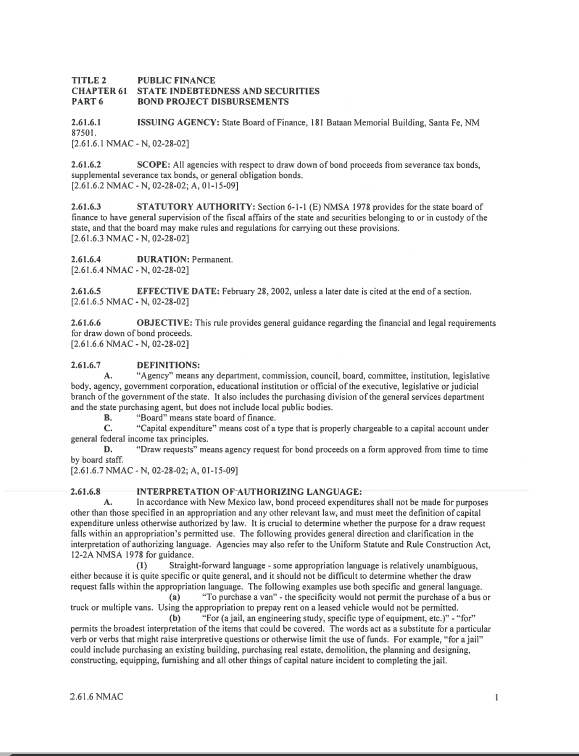 TITLE 2 PUBLIC FINANCE
CHAPTER 61 STATE INDEBTEDNESS AND SECURITIES
PART 6 BOND PROJECT DISBURSEMENTS
2.61.6.1 ISSUING AGENCY: State Board of Finance, 181 Bataan Memorial Building, Santa Fe, NM
87501.
[2.61.6.1 NMAC - N, 02-28-02]
2.61.6.2 SCOPE: All agencies with respect to draw down of bond proceeds from severance tax bonds,
supplemental severance tax bonds, or general obligation bonds.
[2.61.6.2 NMAC - N, 02-28-02; A, 01-15-09]
2.61.6.3 STATUTORY AUTHORITY: Section 6-1-1 (E) NMSA 1978 provides for the state board of
finance to have general supervision of the fiscal affairs of the state and securities belonging to or in custody of the
state, and that the board may make rules and regulations for carrying out these provisions.
[2.61.6.3 NMAC - N, 02-28-02]
2.61.6.4 DURATION: Permanent.
[2.61.6.4 NMAC - N, 02-28-02]
2.61.6.5 EFFECTIVE DATE: February 28, 2002, unless a later date is cited at the end of a section.
[2.61.6.5 NMAC - N, 02-28-02]
2.61.6.6 OBJECTIVE: This rule provides general guidance regarding the financial and legal requirements
for draw down of bond proceeds.
[2.61.6.6 NMAC - N, 02-28-02]
2.61.6.7 DEFINITIONS:
A. "Agency" means any department, commission, council, board, committee, institution, legislative
body, agency, government corporation, educational institution or official of the executive, legislative or judicial
branch of the government of the state. It also includes the purchasing division of the general services department
and the state purchasing agent, but does not include local public bodies.
B. "Board" means state board of finance.
C. "Capital expenditure" means cost of a type that is properly chargeable to a capital account under
general federal income tax principles.
D. "Draw requests" means agency request for bond proceeds on a form approved from time to time
by board staff.
[2.61.6.7 NMAC - N, 02-28-02; A, 01-15-09]
2.61.6.8 INTERPRETATION OF AUTHORIZING LANGUAGE:
A. In accordance with New Mexico law, bond proceed expenditures shall not be made for purposes
other than those specified in an appropriation and any other relevant law, and must meet the definition of capital
expenditure unless otherwise authorized by law. It is crucial to determine whether the purpose for a draw request
falls within an appropriation's permitted use. The following provides general direction and clarification in the
interpretation of authorizing language. Agencies may also refer to the Uniform Statute and Rule Construction Act,
12-2A NMSA 1978 for guidance.
(1) Straight-forward language - some appropriation language is relatively unambiguous,
either because it is quite specific or quite general, and it should not be difficult to determine whether the draw
request falls within the appropriation language. The following examples use both specific and general language.
(a) "To purchase a van" - the specificity would not permit the purchase of a bus or
truck or multiple vans. Using the appropriation to prepay rent on a leased vehicle would not be permitted.
(b) "For (a jail, an engineering study, specific type of equipment, etc.)" - "for"
permits the broadest interpretation of the items that could be covered. The words act as a substitute for a particular
verb or verbs that might raise interpretive questions or otherwise limit the use of funds. For example, "for a jail"
could include purchasing an existing building, purchasing real estate, demolition, the planning and designing,
constructing, equipping, furnishing and all other things of capital nature incident to completing the jail.
2.61.6 NMAC 1